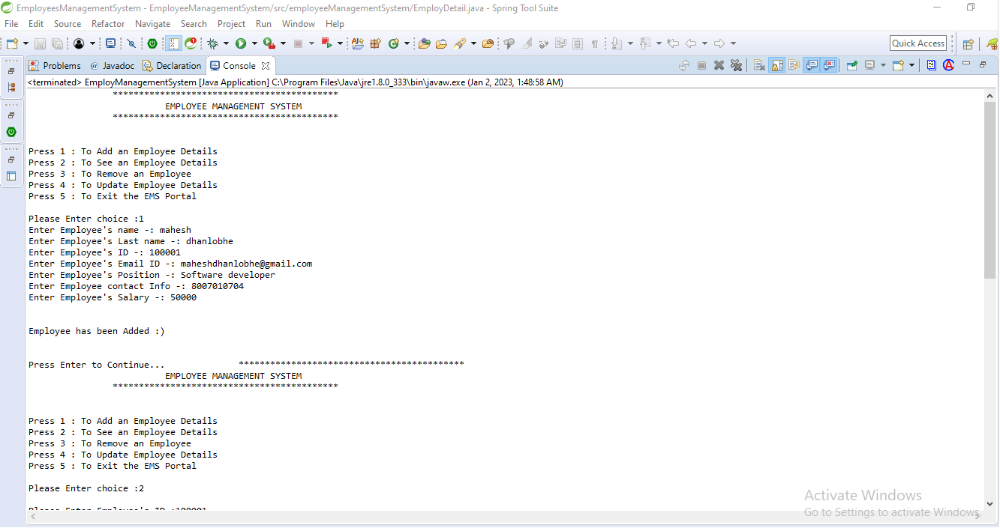 EmployeesManagementSystem - EmployeeManagementSystem/src/employeeManagementSystem/EmployDetail.java - Spring Tool Suite
File Edit Source Refactor Navigate Search Project Run Window Help
Quick Access
Problems @ Javadoc Declaration Console
<terminated> EmployManagementSystem [Java Application] C:\Program Files\Java\jre1.8.0_333\bin\javaw.exe (Jan 2, 2023, 1:48:58 AM)
*******************************************
EMPLOYEE MANAGEMENT SYSTEM
*******************************************
Press 1 : To Add an Employee Details
Press 2 : To See an Employee Details
Press 3 : To Remove an Employee
Press 4 : To Update Employee Details
Press 5 : To Exit the EMS Portal
Please Enter choice :1
Enter Employee's name -: mahesh
Enter Employee's Last name -: dhanlobhe
Enter Employee's ID -: 100001
Enter Employee's Email ID -: maheshdhanlobhe@gmail.com
Enter Employee's Position -: Software developer
Enter Employee contact Info -: 8007010704
Enter Employee's Salary -: 50000
Employee has been Added :)
Press Enter to Continue... *******************************************
EMPLOYEE MANAGEMENT SYSTEM
*******************************************
Press 1 : To Add an Employee Details
Press 2 : To See an Employee Details
Press 3 : To Remove an Employee
Press 4 : To Update Employee Details
Press 5 : To Exit the EMS Portal
Please Enter choice :2
Please Enter Employee's ID :100001
Activate Windows
Go to Settings to activate Windows.